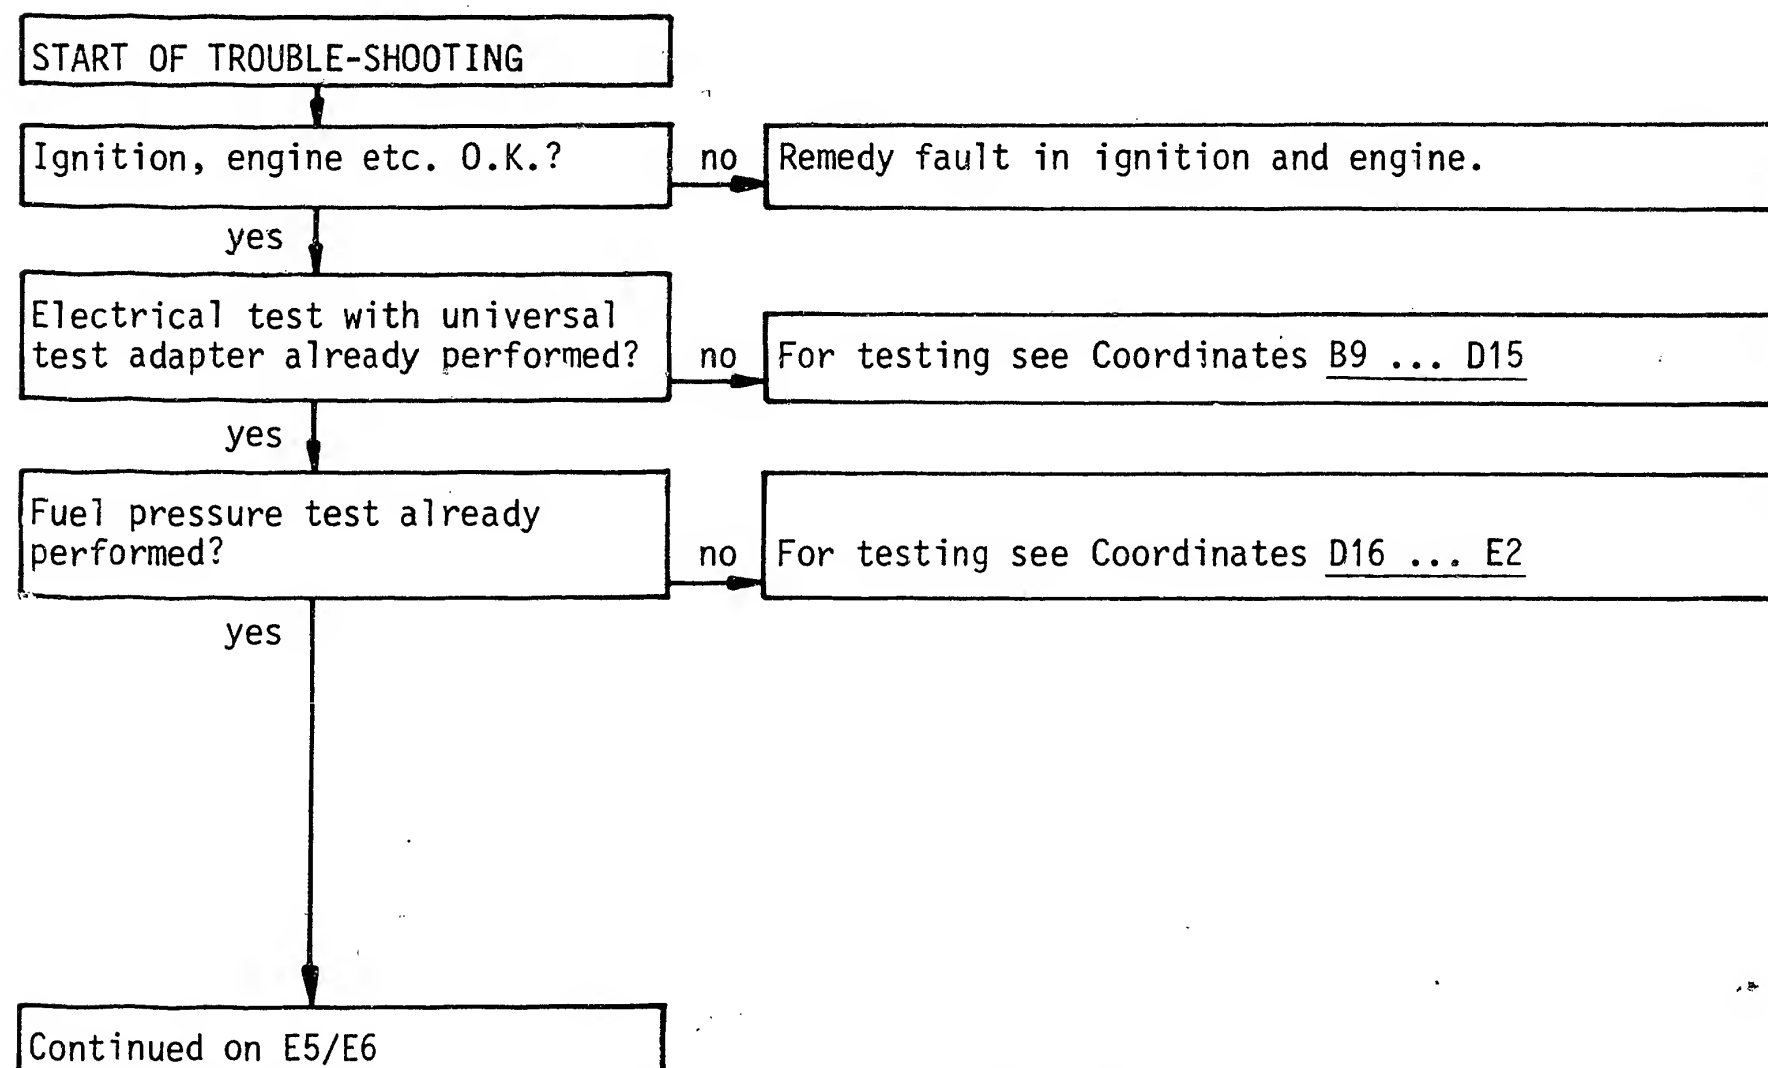 START OF TROUBLE-SHOOTING
Ignition, engine etc. O.K.?
no
Remedy fault in ignition and engine.
yes
Electrical test with universal
test adapter already performed?
no
For testing see Coordinates B9 ... D15
yes
Fuel pressure test already
performed?
no
For testing see Coordinates D16 ... E2
yes
Continued on E5/E6